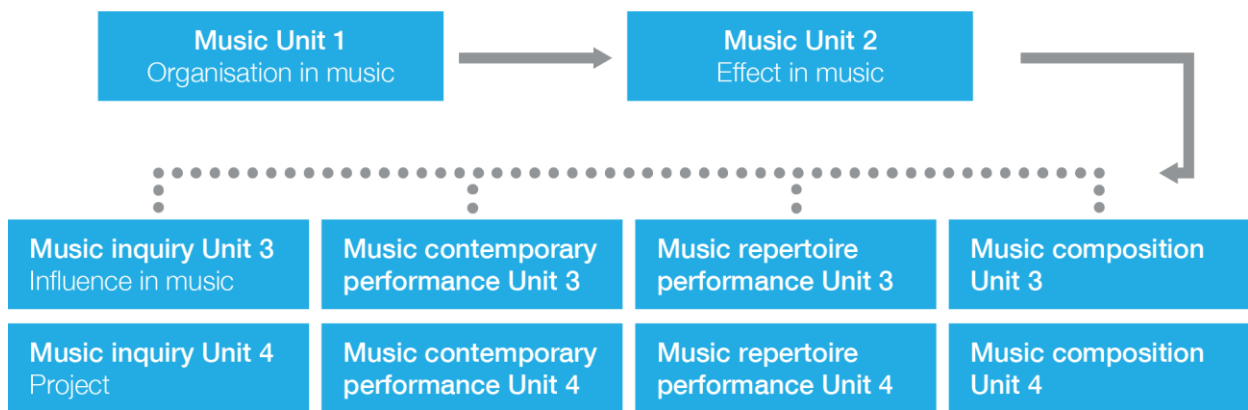 Music Unit 1
Organisation in music
Music Unit 2
Effect in music
Music inquiry Unit 3
Influence in music
Music contemporary
performance Unit 3
Music repertoire
performance Unit 3
Music composition
Unit 3
Music inquiry Unit 4
Project
Music contemporary
performance Unit 4
Music repertoire
performance Unit 4
Music composition
Unit 4